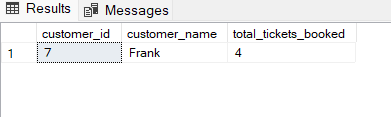 Results Messages
customer_id customer_name total_tickets_booked
1 7 Frank 4